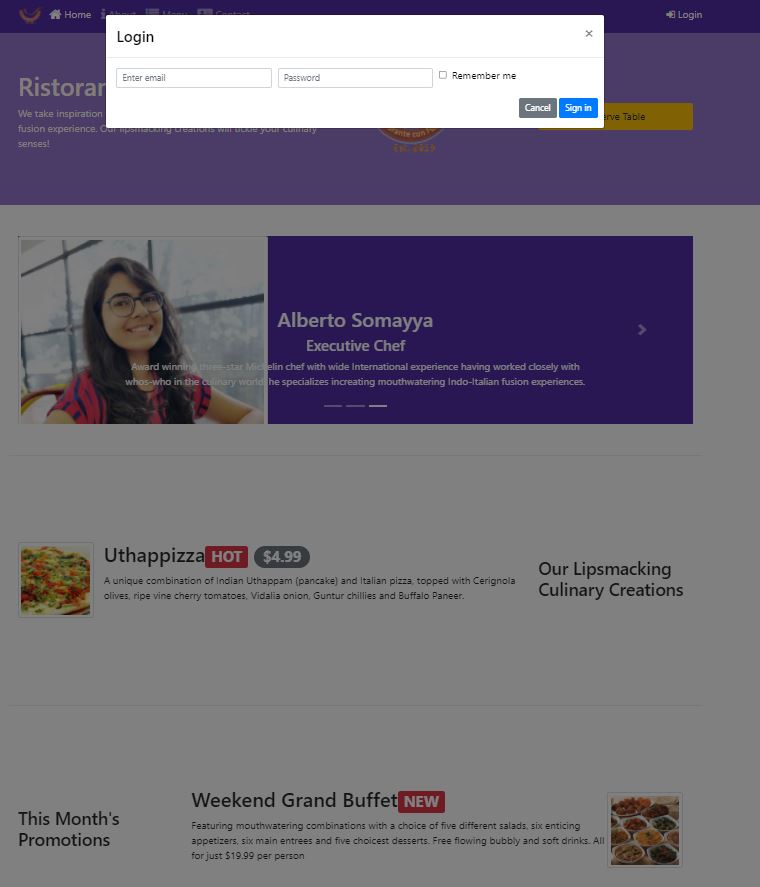 Home
About
Menu
Contact
Login
Login
×
Enter email
Password
Remember me
Cancel
Sign in
We take inspiration
fusion experience. Our lipsmacking creations will tickle your culinary
senses!
Table
Est. 2019
Alberto Somayya
Executive Chef
Award winning three-star Michelin chef with wide International experience having worked closely with
whos-who in the culinary world, he specializes increating mouthwatering Indo-Italian fusion experiences.
Uthappizza HOT $4.99
A unique combination of Indian Uthappam (pancake) and Italian pizza, topped with Cerignola
olives, ripe vine cherry tomatoes, Vidalia onion, Guntur chillies and Buffalo Paneer.
Our Lipsmacking
Culinary Creations
This Month's
Promotions
Weekend Grand Buffet NEW
Featuring mouthwatering combinations with a choice of five different salads, six enticing
appetizers, six main entrees and five choicest desserts. Free flowing bubbly and soft drinks. All
for just $19.99 per person